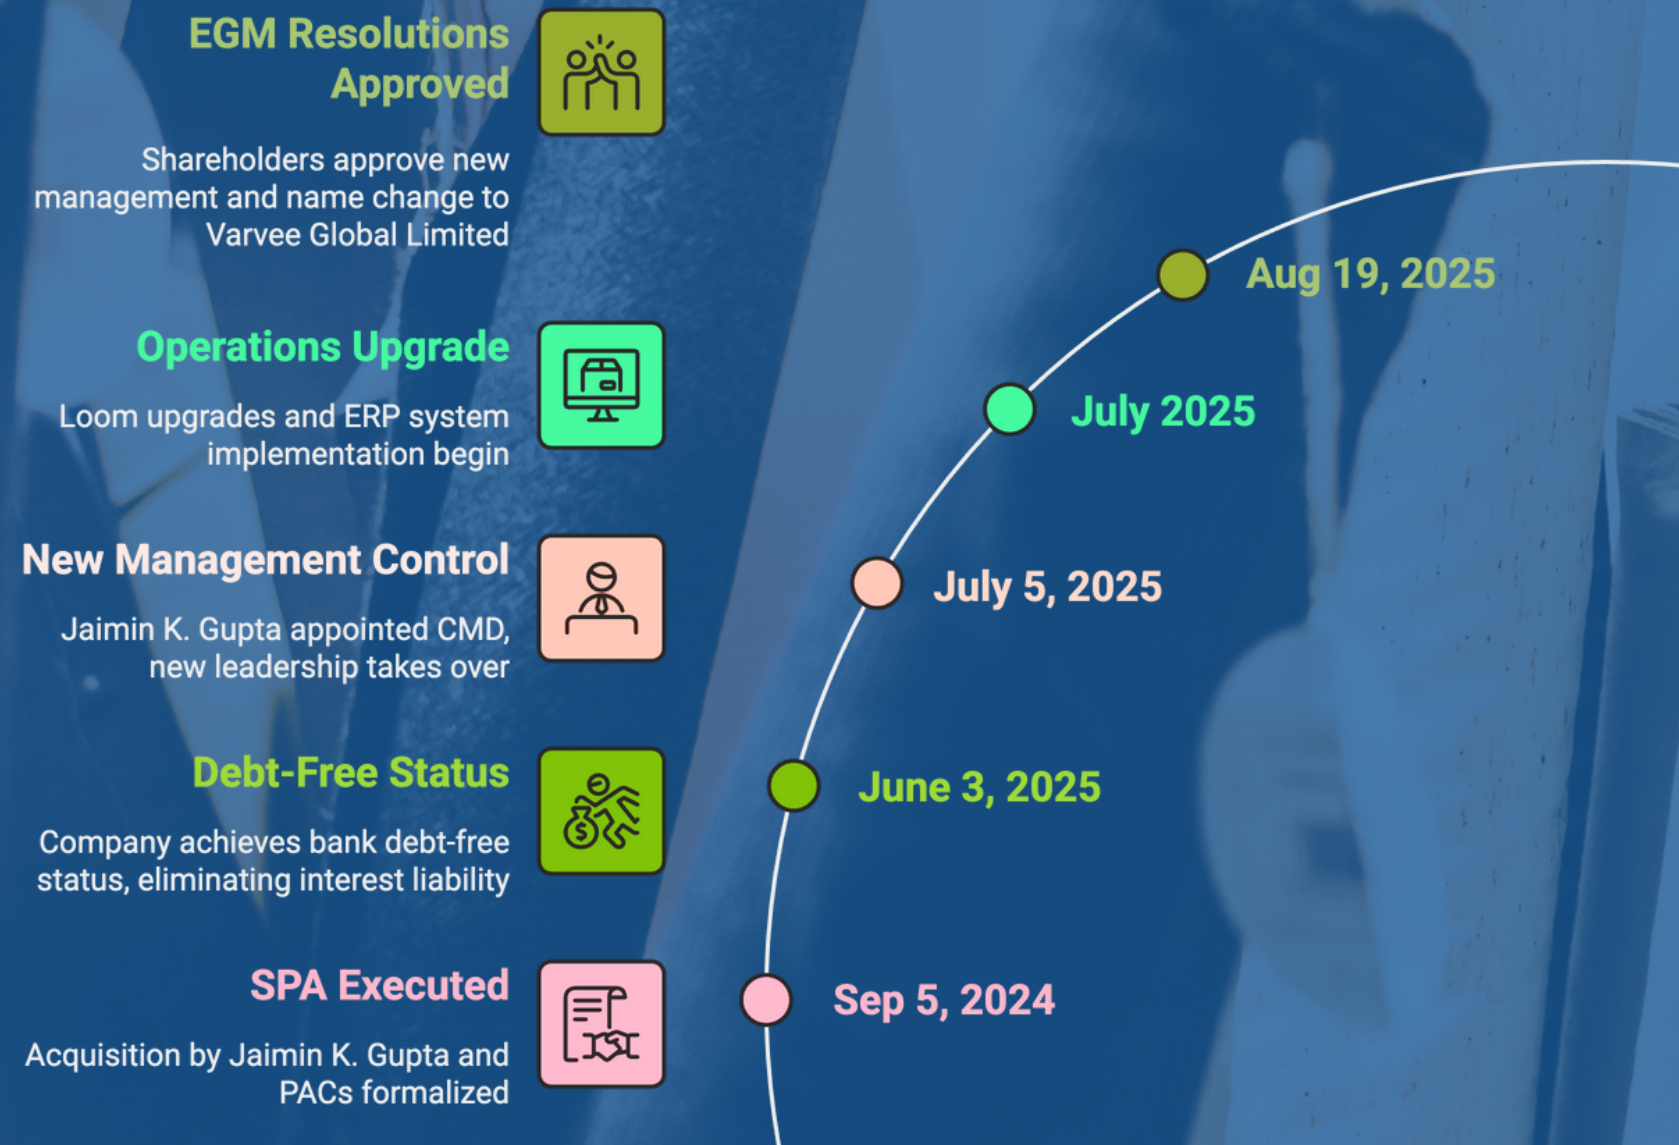 EGM Resolutions
Approved
Shareholders approve new
management and name change to
Varvee Global Limited
Aug 19, 2025
Operations Upgrade
Loom upgrades and ERP system
implementation begin
July 2025
New Management Control
Jaimin K. Gupta appointed CMD,
new leadership takes over
July 5, 2025
Debt-Free Status
Company achieves bank debt-free
status, eliminating interest liability
June 3, 2025
SPA Executed
Acquisition by Jaimin K. Gupta and
PACs formalized
Sep 5, 2024